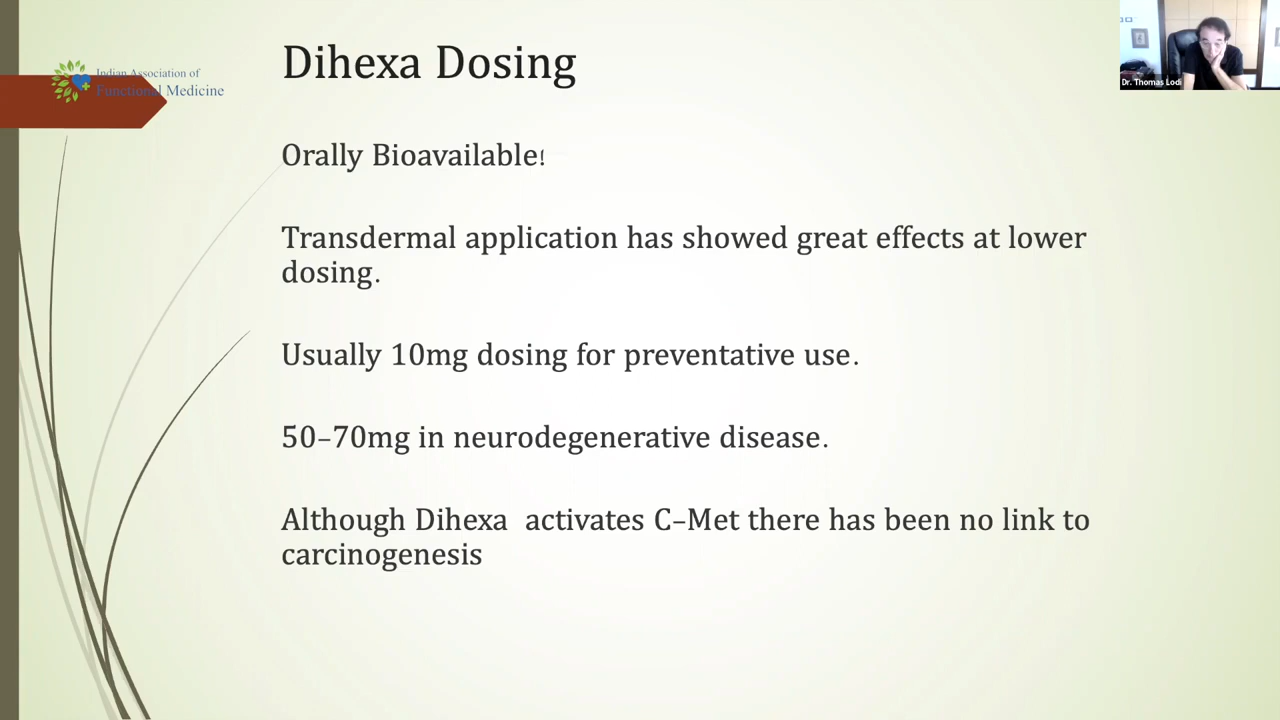 Dihexa Dosing
Indian Association of
Functional Medicine
Dr. Thomas Lodi
Orally Bioavailable!
Transdermal application has showed great effects at lower
dosing.
Usually 10mg dosing for preventative use.
50–70mg in neurodegenerative disease.
Although Dihexa  activates C–Met there has been no link to
carcinogenesis